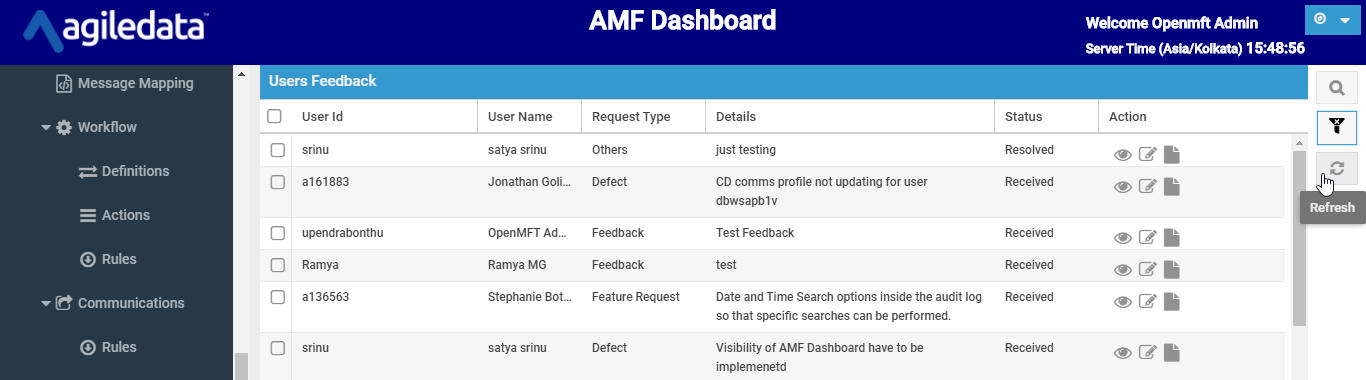 agiledata™
AMF Dashboard
Welcome Openmft Admin
Server Time (Asia/Kolkata) 15:48:56
Message Mapping
Workflow
Definitions
Actions
Rules
Communications
Rules
Users Feedback
User Id User Name Request Type Details Status Action
srinu satya srinu Others just testing Resolved
a161883 Jonathan Goli... Defect CD comms profile not updating for user Received
dbwsapb1v
upendrabonthu OpenMFT Ad... Feedback Test Feedback Received
Ramya Ramya MG Feedback test Received
a136563 Stephanie Bot... Feature Request Date and Time Search options inside the audit log Received
so that specific searches can be performed.
srinu satya srinu Defect Visibility of AMF Dashboard have to be Received
implemenetd
Refresh